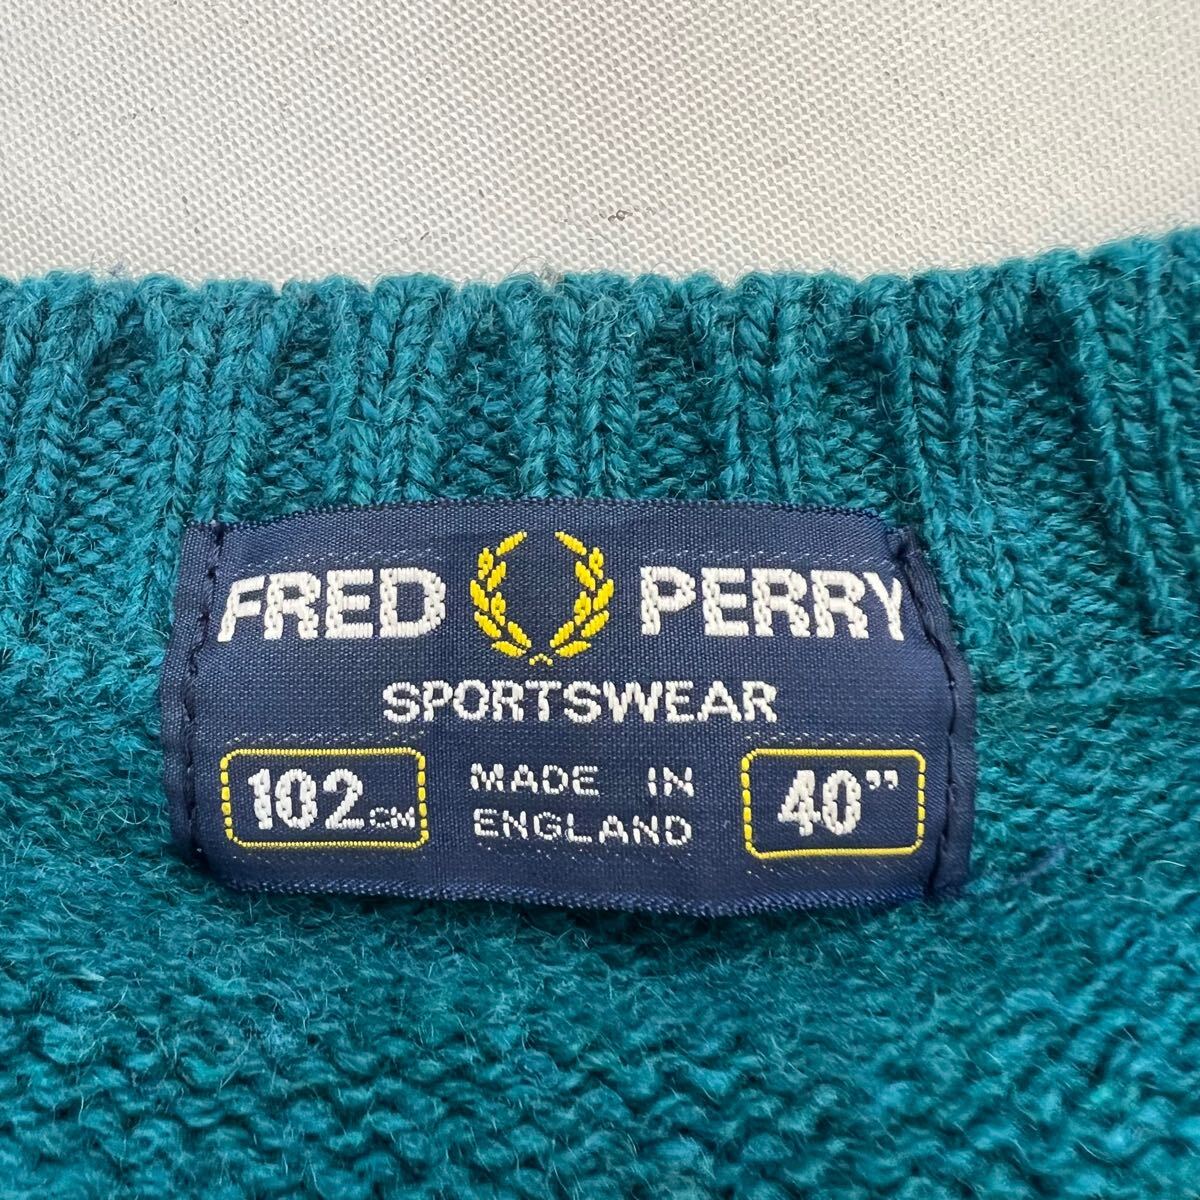 FRED PERRY
SPORTSWEAR
102CM MADE IN 40”
ENGLAND